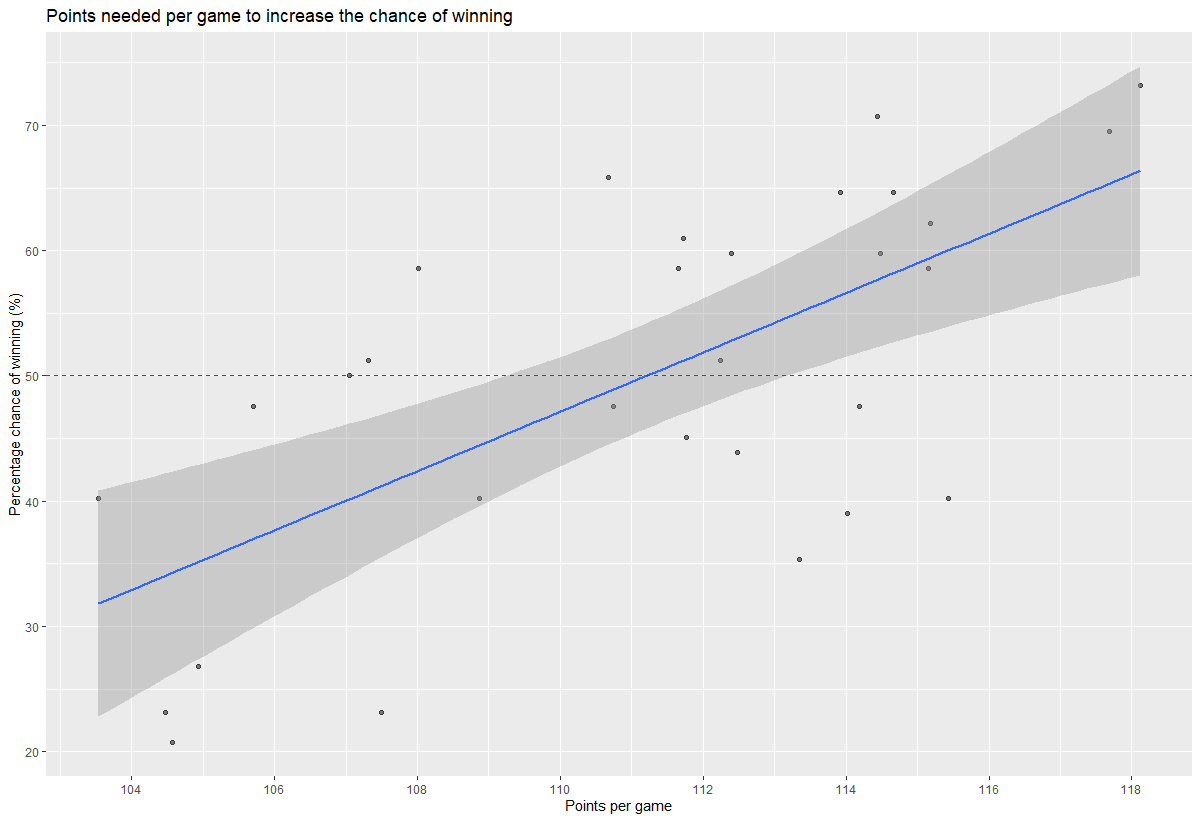 Points needed per game to increase the chance of winning
Percentage chance of winning (%)
70
60
50
40
30
20
104 106 108 110 112 114 116 118
Points per game